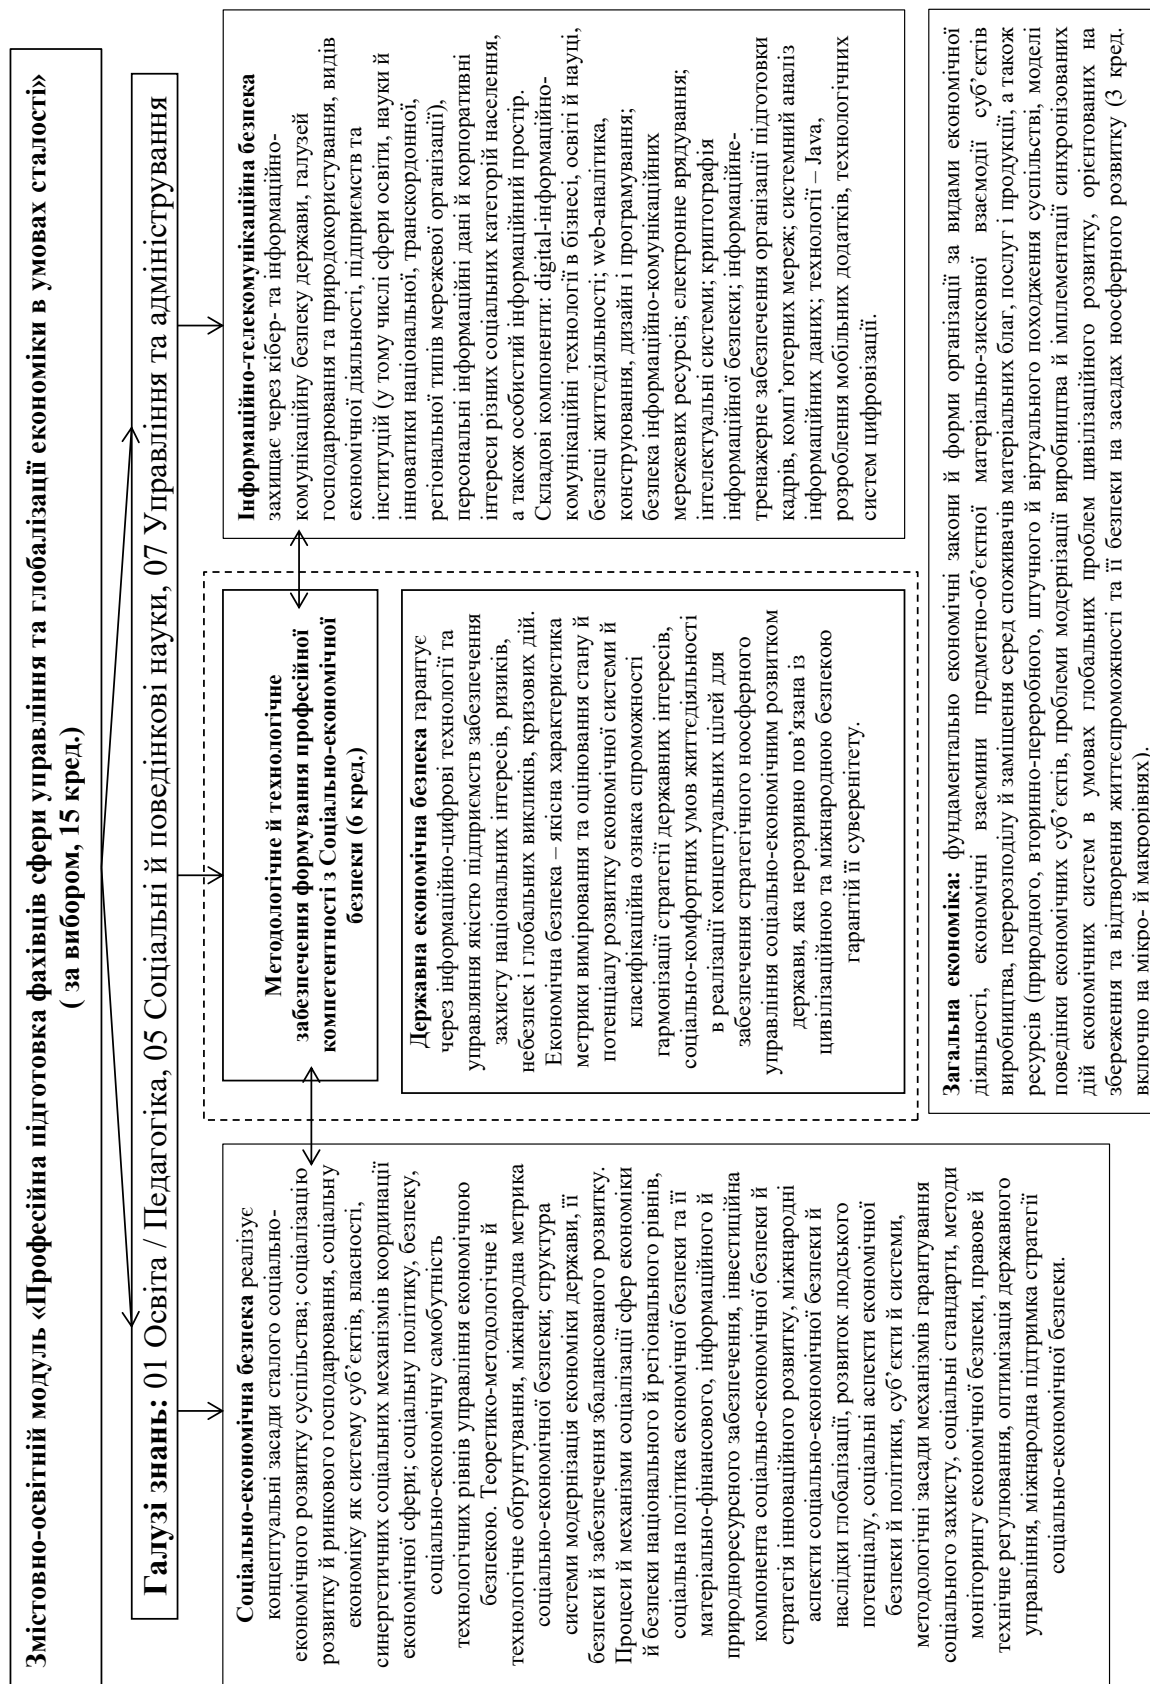 Змістовно-освітній модуль «Професійна підготовка фахівців сфери управління та глобалізації економіки в умовах сталості»
( за вибором, 15 кред.)
Галузі знань: 01 Освіта / Педагогіка, 05 Соціальні й поведінкові науки, 07 Управління та адміністрування
Соціально-економічна безпека реалізує
концептуальні засади сталого соціально-
економічного розвитку суспільства; соціалізацію
розвитку й ринкового господарювання, соціальну
економіку як систему суб’єктів, власності,
синергетичних соціальних механізмів координації
економічної сфери; соціальну політику, безпеку,
соціально-економічну самобутність
технологічних рівнів управління економічною
безпекою. Теоретико-методологічне й
технологічне обґрунтування, міжнародна метрика
соціально-економічної безпеки; структура
системи модернізація економіки держави, її
безпеки й забезпечення збалансованого розвитку.
Процеси й механізми соціалізації сфер економіки
й безпеки національного й регіонального рівнів,
соціальна політика економічної безпеки та її
матеріально-фінансового, інформаційного й
природноресурсного забезпечення, інвестиційна
компонента соціально-економічної безпеки й
стратегія інноваційного розвитку, міжнародні
аспекти соціально-економічної безпеки й
наслідки глобалізації, розвиток людського
потенціалу, соціальні аспекти економічної
безпеки й політики, суб’єкти й системи,
методологічні засади механізмів гарантування
соціального захисту, соціальні стандарти, методи
моніторингу економічної безпеки, правове й
технічне регулювання, оптимізація державного
управління, міжнародна підтримка стратегії
соціально-економічної безпеки.
Методологічне й технологічне
забезпечення формування професійної
компетентності з Соціально-економічної
безпеки (6 кред.)
Державна економічна безпека гарантує
через інформаційно-цифрові технології та
управління якістю підприємств забезпечення
захисту національних інтересів, ризиків,
небезпек і глобальних викликів, кризових дій.
Економічна безпека – якісна характеристика
метрики вимірювання та оцінювання стану й
потенціалу розвитку економічної системи й
класифікаційна ознака спроможності
гармонізації стратегії державних інтересів,
соціально-комфортних умов життєдіяльності
в реалізації концептуальних цілей для
забезпечення стратегічного ноосферного
управління соціально-економічним розвитком
держави, яка нерозривно пов’язана із
цивілізаційною та міжнародною безпекою
гарантій її суверенітету.
Інформаційно-телекомунікаційна безпека
захищає через кібер- та інформаційно-
комунікаційну безпеку держави, галузей
господарювання та природокористування, видів
економічної діяльності, підприємств та
інституцій (у тому числі сфери освіти, науки й
інноватики національної, транскордонної,
регіональної типів мережевої організації),
персональні інформаційні дані й корпоративні
інтереси різних соціальних категорій населення,
а також особистий інформаційний простір.
Складові компоненти: digital-інформаційно-
комунікаційні технології в бізнесі, освіті й науці,
безпеці життєдіяльності; web-аналітика,
конструювання, дизайн і програмування;
безпека інформаційно-комунікаційних
мережевих ресурсів; електронне врядування;
інтелектуальні системи; криптографія
інформаційної безпеки; інформаційне-
тренажерне забезпечення організації підготовки
кадрів, комп’ютерних мереж; системний аналіз
інформаційних даних; технології – Java,
розроблення мобільних додатків, технологічних
систем цифровізації.
Загальна економіка: фундаментально економічні закони й форми організації за видами економічної
діяльності, економічні взаємини предметно-об’єктної матеріально-зискової взаємодії суб’єктів
виробництва, перерозподілу й заміщення серед споживачів матеріальних благ, послуг і продукції, а також
ресурсів (природного, вторинно-переробного, штучного й віртуального походження суспільстві, моделі
поведінки економічних суб’єктів, проблеми модернізації виробництва й імплементації синхронізованих
дій економічних систем в умовах глобальних проблем цивілізаційного розвитку, орієнтованих на
збереження та відтворення життєспроможності та її безпеки на засадах ноосферного розвитку (3 кред.
включно на мікро- й макрорівнях).